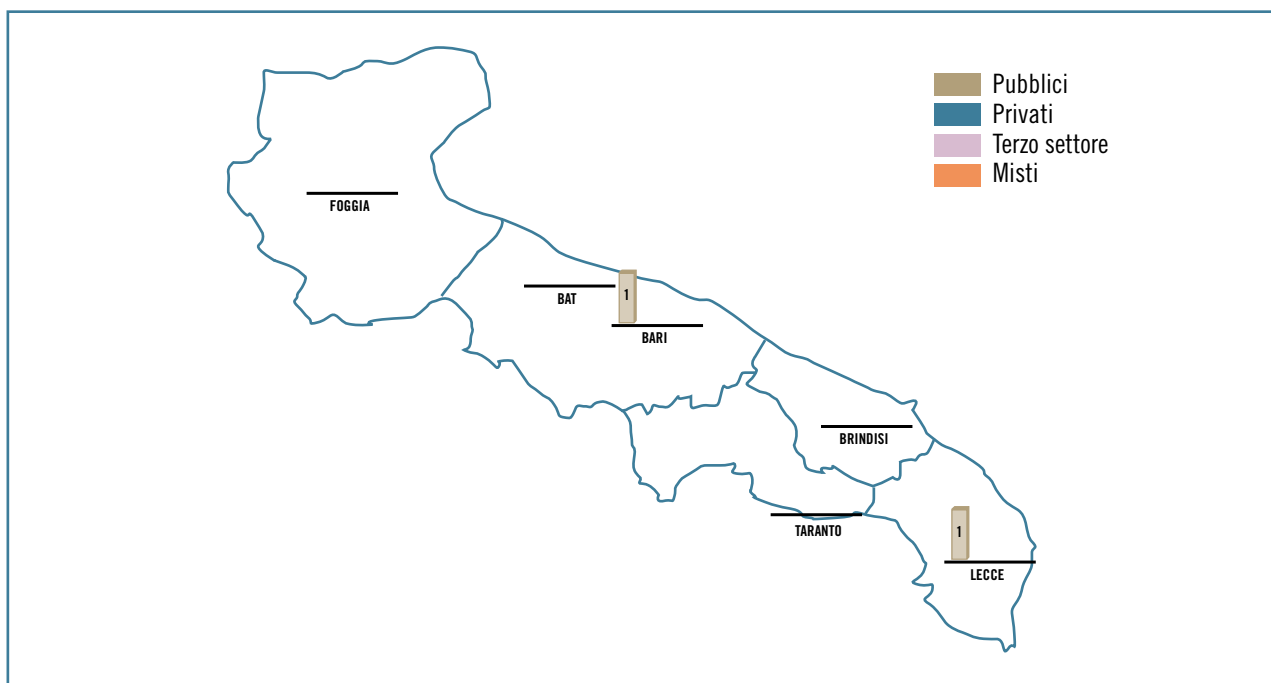 Pubblici
Privati
Terzo settore
Misti
FOGGIA
BAT
1
BARI
BRINDISI
TARANTO
1
LECCE